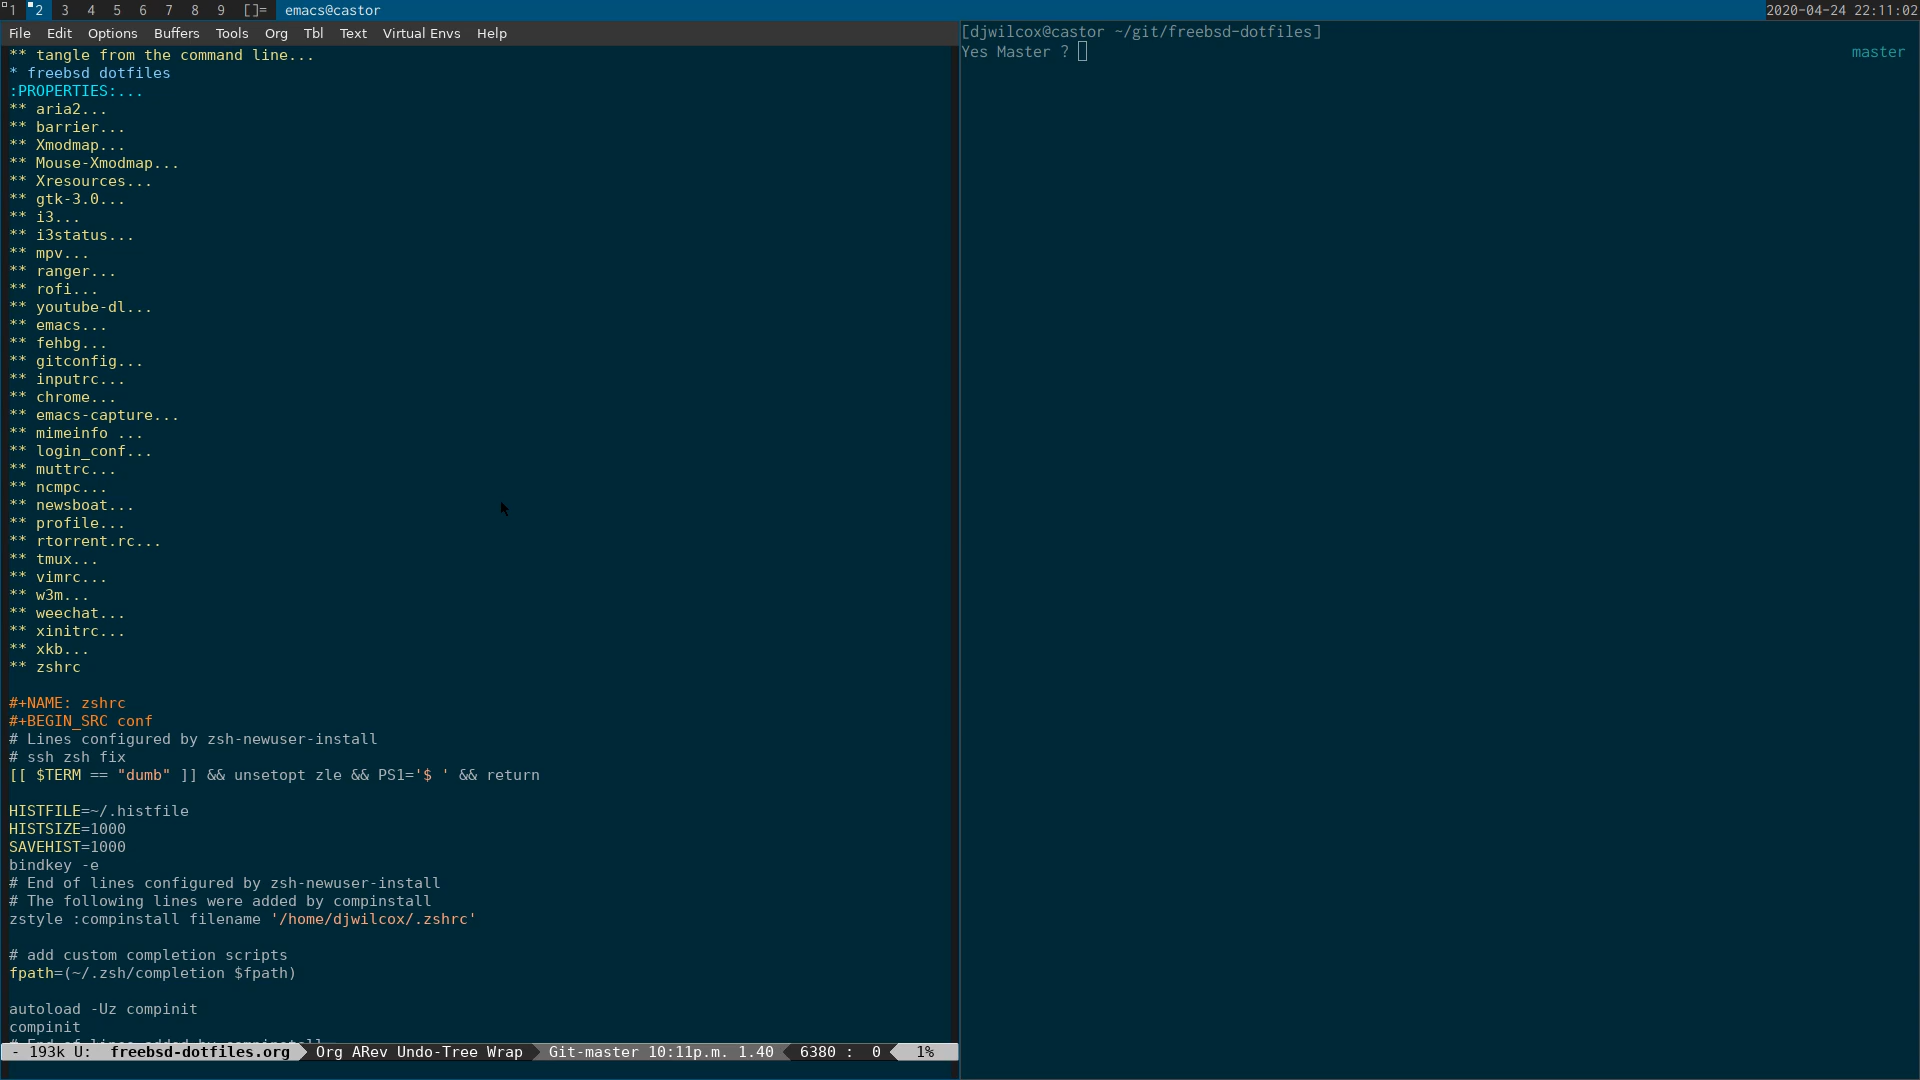 1 2 3 4 5 6 7 8 9 []= emacs@castor 2020-04-24 22:11:02
File Edit Options Buffers Tools Org Tbl Text Virtual Envs Help
** tangle from the command line...
* freebsd dotfiles
:PROPERTIES:...
** aria2...
** barrier...
** Xmodmap...
** Mouse-Xmodmap...
** Xresources...
** gtk-3.0...
** i3...
** i3status...
** mpv...
** ranger...
** rofi...
** youtube-dl...
** emacs...
** fehbg...
** gitconfig...
** inputrc...
** chrome...
** emacs-capture...
** mimeinfo ...
** login_conf...
** muttrc...
** ncmpc...
** newsboat...
** profile...
** rtorrent.rc...
** tmux...
** vimrc...
** w3m...
** weechat...
** xinitrc...
** xkb...
** zshrc
#+NAME: zshrc
#+BEGIN_SRC conf
# Lines configured by zsh-newuser-install
# ssh zsh fix
[[ $TERM == "dumb" ]] && unsetopt zle && PS1='$ ' && return
HISTFILE=~/.histfile
HISTSIZE=1000
SAVEHIST=1000
bindkey -e
# End of lines configured by zsh-newuser-install
# The following lines were added by compinstall
zstyle :compinstall filename '/home/djwilcox/.zshrc'
# add custom completion scripts
fpath=(~/.zsh/completion $fpath)
autoload -Uz compinit
compinit
# End of lines added by compinstall
- 193k U: freebsd-dotfiles.org Org ARev Undo-Tree Wrap Git-master 10:11p.m. 1.40 6380 : 0 1%
[djwilcox@castor ~/git/freebsd-dotfiles]
Yes Master ? master